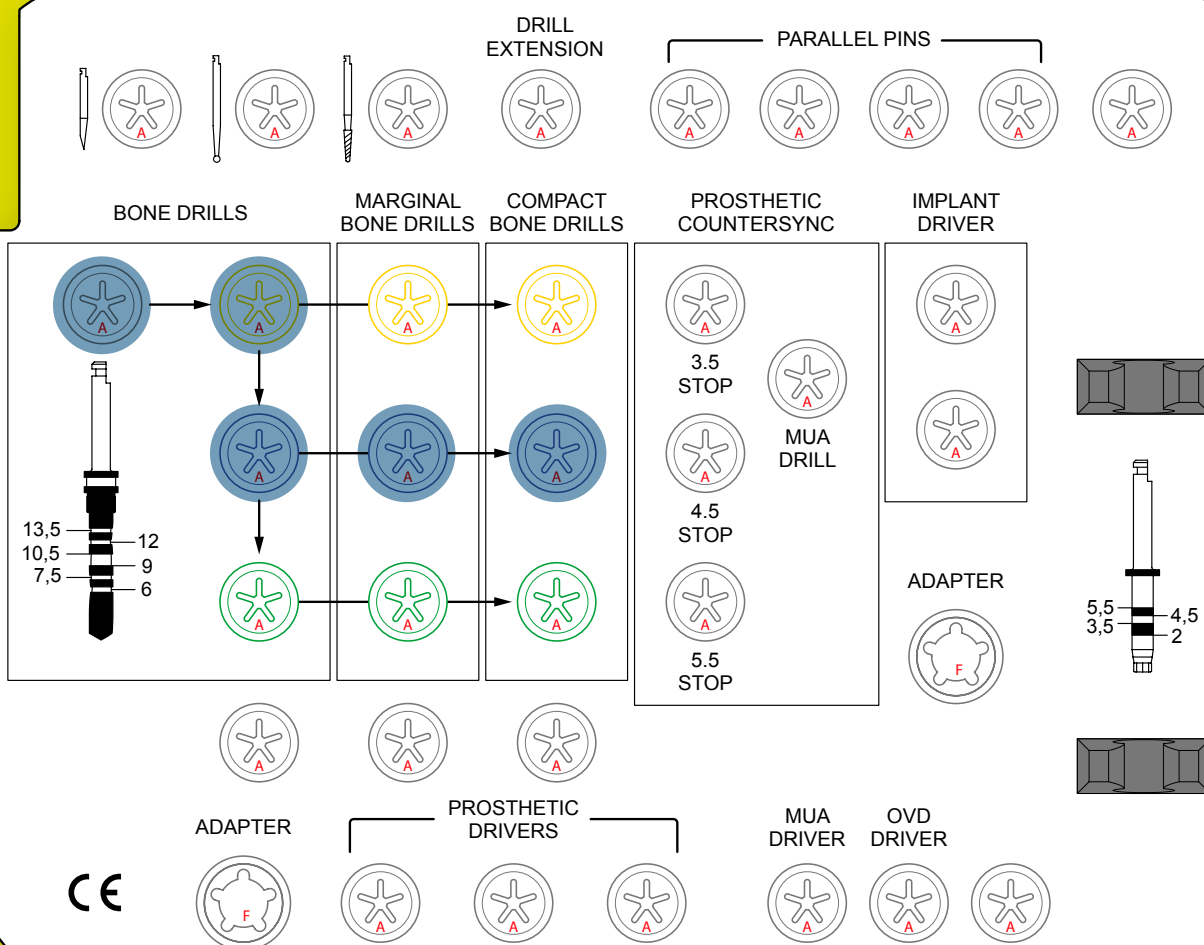 DRILL
EXTENSION
PARALLEL PINS
A A A A A A A A A
BONE DRILLS
MARGINAL
BONE DRILLS
COMPACT
BONE DRILLS
PROSTHETIC
COUNTERSYNC
IMPLANT
DRIVER
A A A A A A
3.5
STOP
A
MUA
DRILL
A A A A A
4.5
STOP
13,5
12
10,5
9
7,5
6
A A A A
5.5
STOP
ADAPTER
F
5,5
4,5
3,5
2
A A A
ADAPTER
PROSTHETIC
DRIVERS
MUA
DRIVER
OVD
DRIVER
CE
F A A A A A A